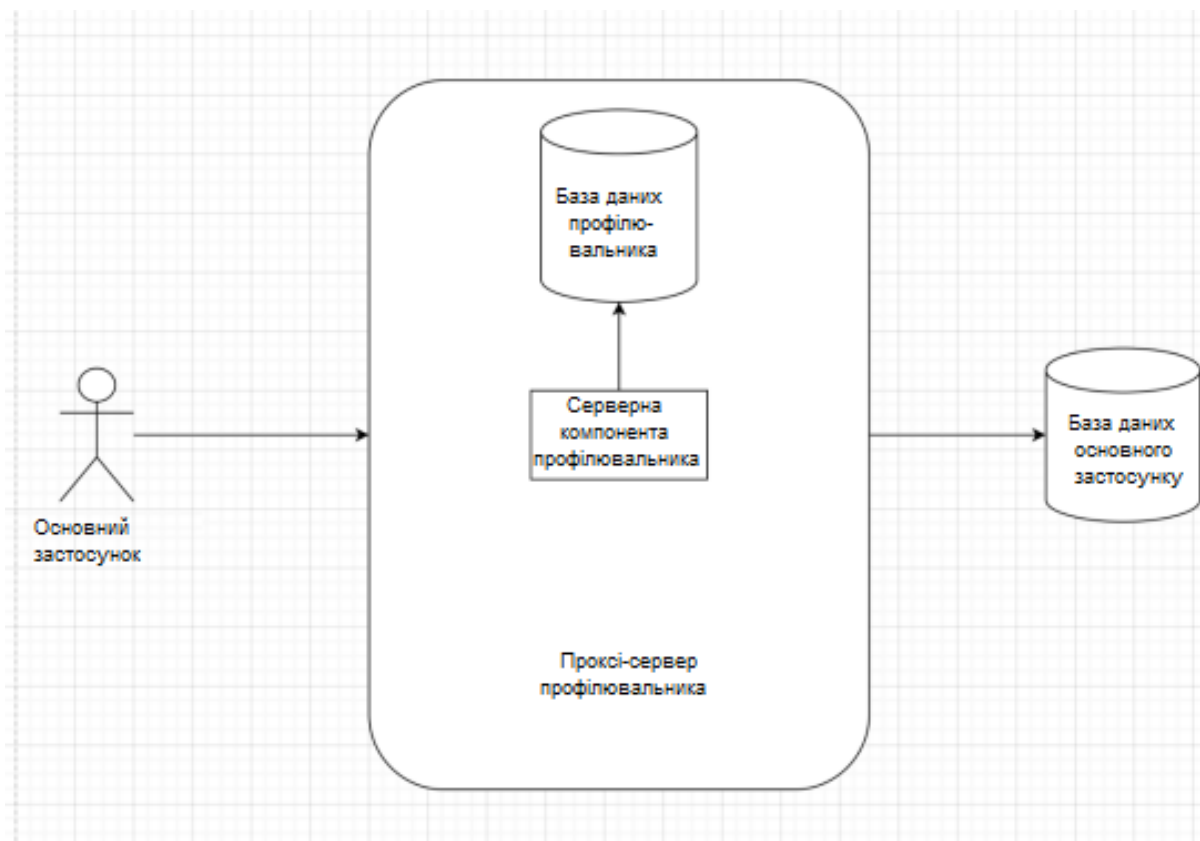 База даних
профілю-
вальника
Серверна
компонента
профілювальника
База даних
основного
застосунку
Основний
застосунок
Проксі-сервер
профілювальника